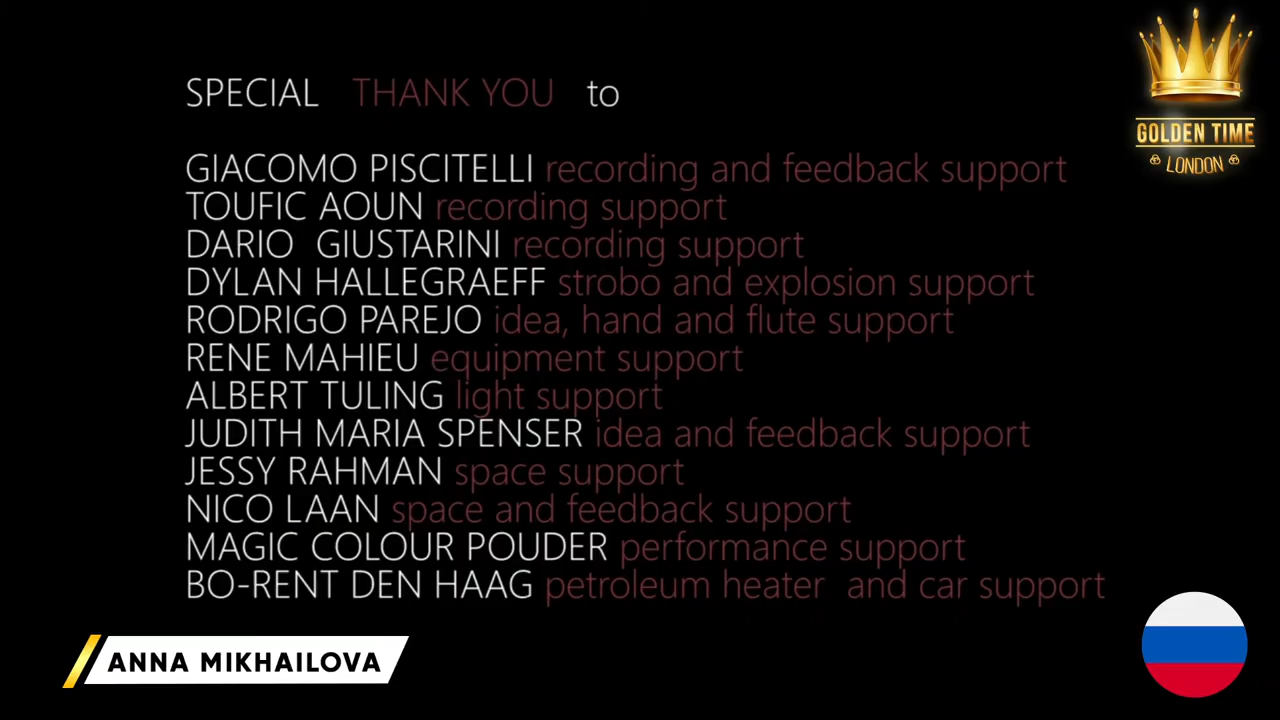 SPECIAL THANK YOU to
GIACOMO PISCITELLI recording and feedback support
TOUFIC AOUN recording support
DARIO GIUSTARINI recording support
DYLAN HALLEGRAEFF strobo and explosion support
RODRIGO PAREJO idea, hand and flute support
RENE MAHIEU equipment support
ALBERT TULING light support
JUDITH MARIA SPENSER idea and feedback support
JESSY RAHMAN space support
NICO LAAN space and feedback support
MAGIC COLOUR POUDER performance support
BO-RENT DEN HAAG petroleum heater and car support
GOLDEN TIME
LONDON
ANNA MIKHAILOVA